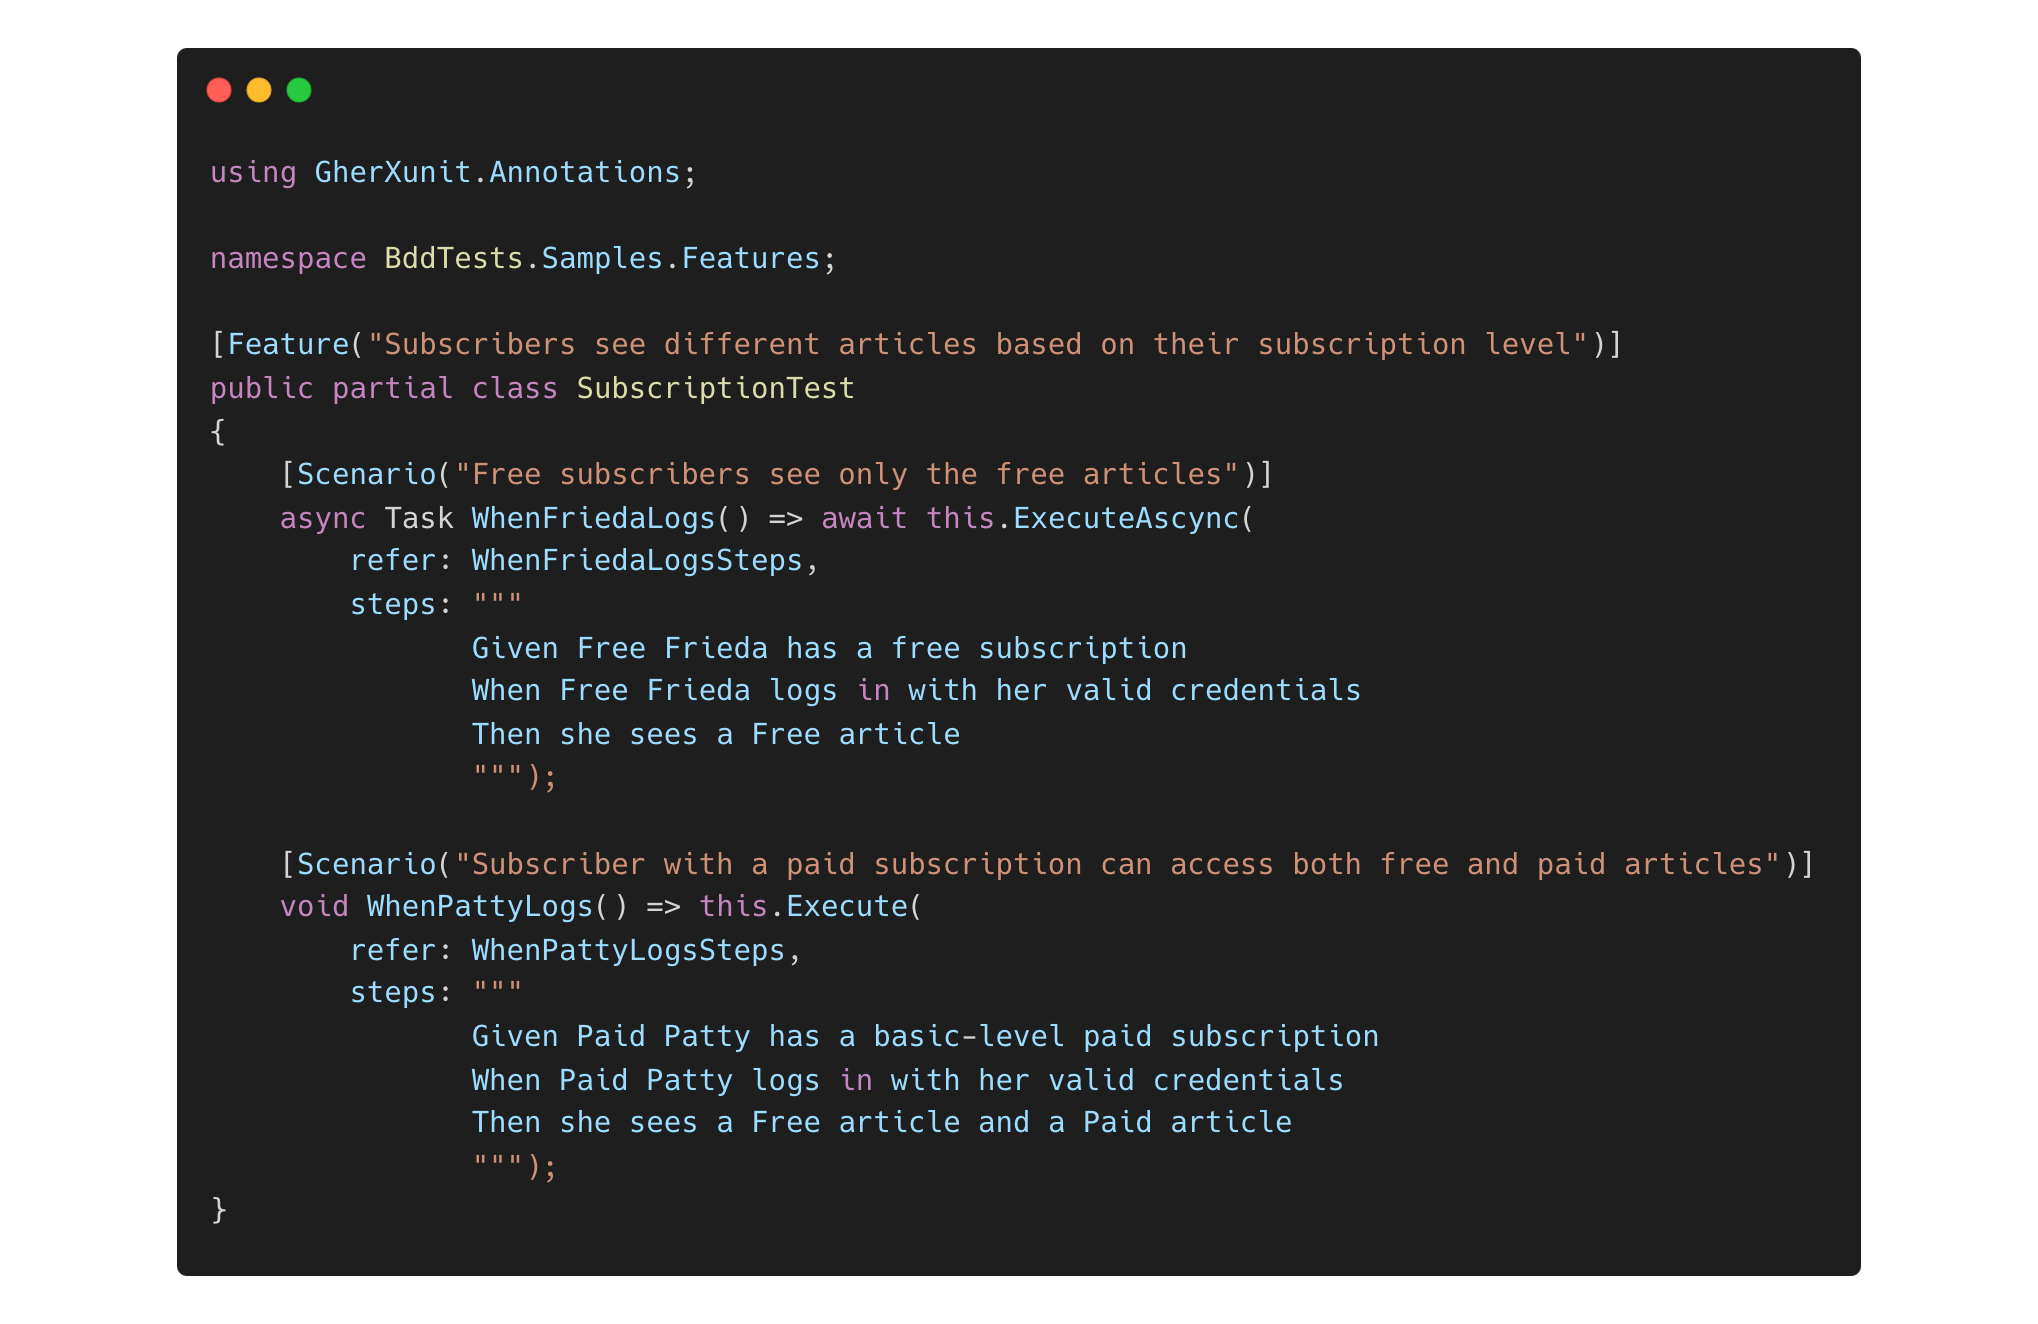 using GherXunit.Annotations;

namespace BddTests.Samples.Features;

[Feature("Subscribers see different articles based on their subscription level")]
public partial class SubscriptionTest
{
    [Scenario("Free subscribers see only the free articles")]
    async Task WhenFriedaLogs() => await this.ExecuteAscync(
        refer: WhenFriedaLogsSteps,
        steps: """
               Given Free Frieda has a free subscription
               When Free Frieda logs in with her valid credentials
               Then she sees a Free article
               """);

    [Scenario("Subscriber with a paid subscription can access both free and paid articles")]
    void WhenPattyLogs() => this.Execute(
        refer: WhenPattyLogsSteps,
        steps: """
               Given Paid Patty has a basic-level paid subscription
               When Paid Patty logs in with her valid credentials
               Then she sees a Free article and a Paid article
               """);
}